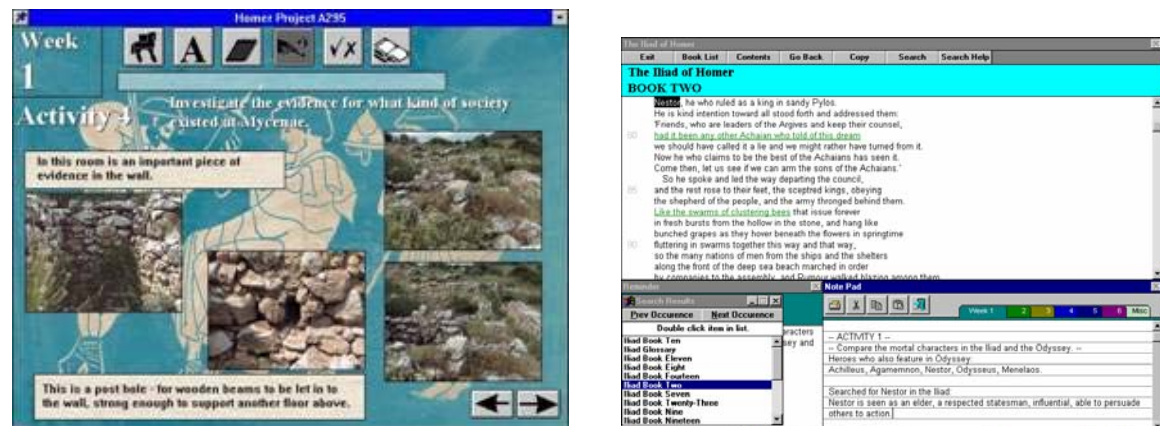 Homer Project A295
Week
1
A
Activity 4
Investigate the evidence for what kind of society
existed at Mycenae.
In this room is an important piece of
evidence in the wall.
This is a post hole - for wooden beams to be let in to
the wall, strong enough to support another floor above.
The Iliad of Homer
Exit Book List Contents Go Back Copy Search Search Help
The Iliad of Homer
BOOK TWO
Nestor, he who ruled as a king in sandy Pylos.
He is kind intention toward all stood forth and addressed them:
'Friends, who are leaders of the Argives and keep their counsel,
80 had it been any other Achaian who told of this dream
we should have called it a lie and we might rather have turned from it.
Now he who claims to be the best of the Achaians has seen it.
Come then, let us see if we can arm the sons of the Achaians.'
So he spoke and led the way departing the council,
85 and the rest rose to their feet, the sceptred kings, obeying
the shepherd of the people, and the army thronged behind them.
Like the swarms of clustering bees that issue forever
in fresh bursts from the hollow in the stone, and hang like
bunched grapes as they hover beneath the flowers in springtime
90 fluttering in swarms together this way and that way,
so the many nations of men from the ships and the shelters
along the front of the deep sea beach marched in order
by companies to the assembly, and Rumour walked blazing among them
Reminder
Search Results
Prev Occurence Next Occurence
Double click item in list.
Iliad Book Ten
Iliad Glossary
Iliad Book Eleven
Iliad Book Eight
Iliad Book Fourteen
Iliad Book Two
Iliad Book Seven
Iliad Book Twenty-Three
Iliad Book Nine
Iliad Book Nineteen
racters
sey and
Note Pad
Week 1 2 3 4 5 6 Misc
-- ACTIVITY 1 --
-- Compare the mortal characters in the Iliad and the Odyssey. --
Heroes who also feature in Odyssey:
Achilleus, Agamemnon, Nestor, Odysseus, Menelaos.
Searched for Nestor in the Iliad:
Nestor is seen as an elder, a respected statesman, influential, able to persuade
others to action.